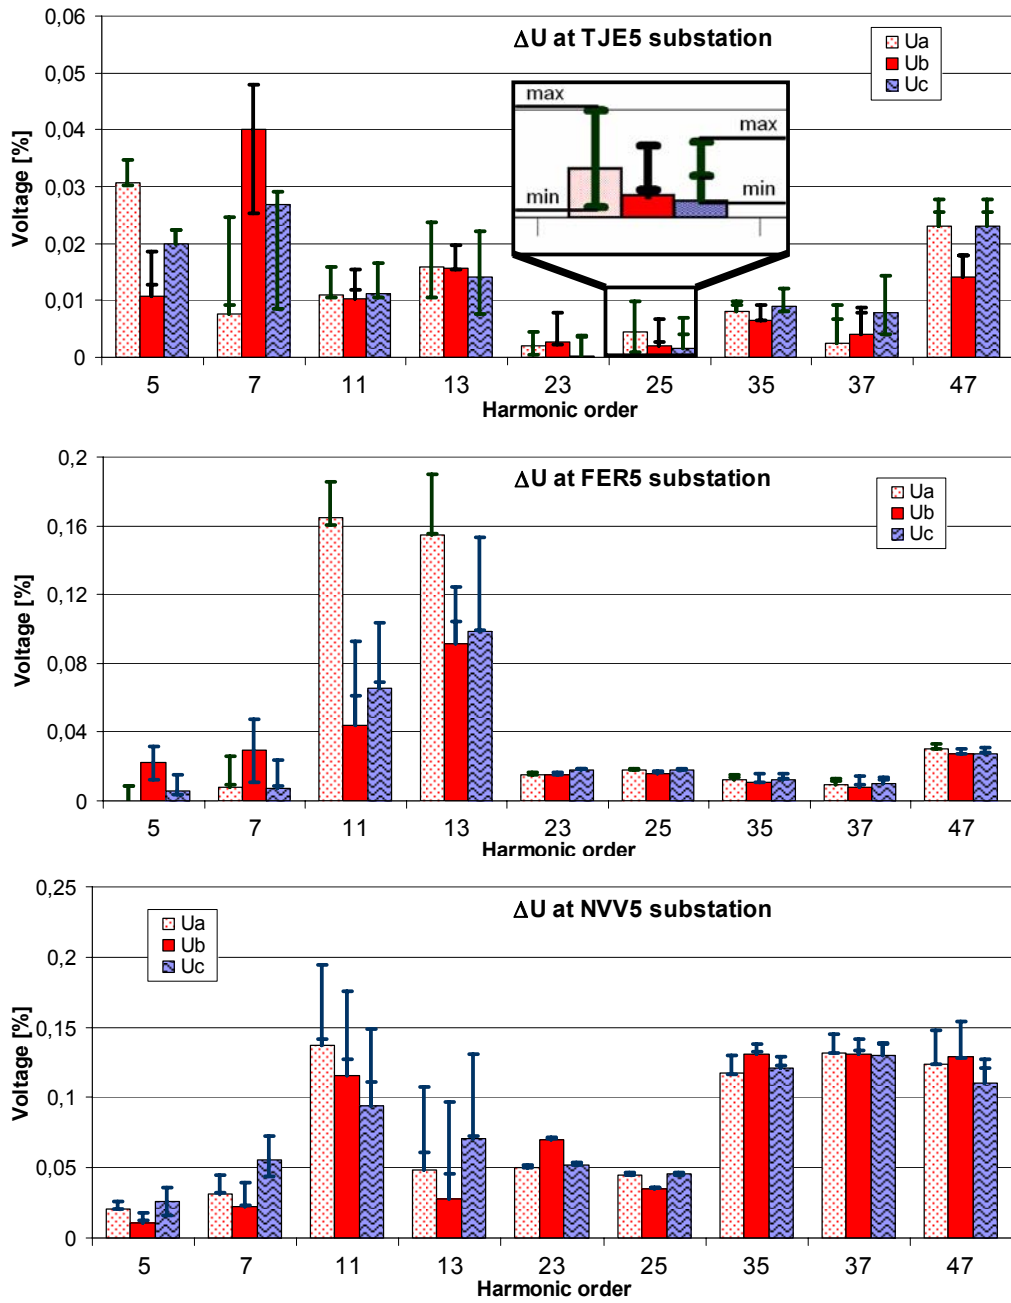 ΔU at TJE5 substation
Ua
Ub
Uc
max
max
min
min
0,06
0,05
0,04
0,03
0,02
0,01
0
Voltage [%]
5 7 11 13 23 25 35 37 47
Harmonic order
ΔU at FER5 substation
Ua
Ub
Uc
0,2
0,16
0,12
0,08
0,04
0
Voltage [%]
5 7 11 13 23 25 35 37 47
Harmonic order
ΔU at NVV5 substation
Ua
Ub
Uc
0,25
0,2
0,15
0,1
0,05
0
Voltage [%]
5 7 11 13 23 25 35 37 47
Harmonic order